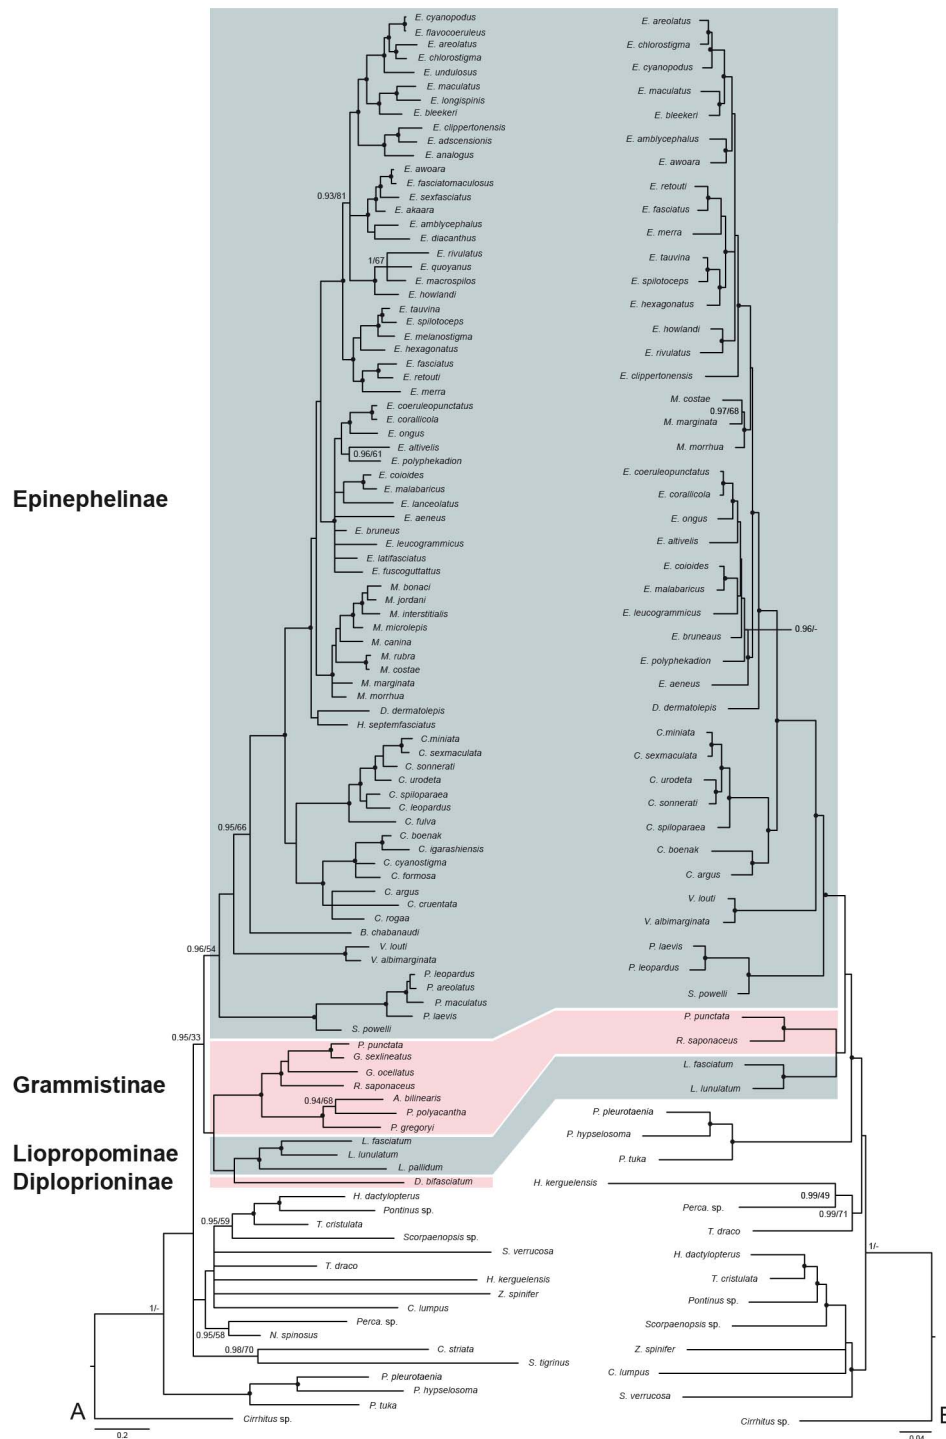 E. cyanopodus
E. flavocoeruleus
E. areolatus
E. chlorostigma
E. undulosus
E. maculatus
E. longispinis
E. bleekeri
E. clippertonensis
E. adscensionis
E. analogus
E. awoara
E. fasciatomaculosus
E. sexfasciatus
E. akaara
E. amblycephalus
E. diacanthus
0.93/81
E. rivulatus
1/67
E. quoyanus
E. macrospilos
E. howlandi
E. tauvina
E. spilotoceps
E. melanostigma
E. hexagonatus
E. fasciatus
E. retouti
E. merra
E. coeruleopunctatus
E. corallicola
E. ongus
E. altivelis
0.96/61
E. polyphekadion
E. coioides
E. malabaricus
E. lanceolatus
E. aeneus
E. bruneus
E. leucogrammicus
E. latifasciatus
E. fuscoguttattus
M. bonaci
M. jordani
M. interstitialis
M. microlepis
M. canina
M. rubra
M. costae
M. marginata
M. morrhua
D. dermatolepis
H. septemfasciatus
C.miniata
C. sexmaculata
C. sonnerati
C. urodeta
C. spiloparaea
C. leopardus
C. fulva
0.95/66
C. boenak
C. igarashiensis
C. cyanostigma
C. formosa
C. argus
C. cruentata
C. rogaa
B. chabanaudi
V. louti
V. albimarginata
0.96/54
P. leopardus
P. areolatus
P. maculatus
P. laevis
S. powelli
0.95/33
P. punctata
G. sexlineatus
G. ocellatus
R. saponaceus
A. bilinearis
0.94/68
P. polyacantha
P. gregoryi
L. fasciatum
L. lunulatum
L. pallidum
D. bifasciatum
H. dactylopterus
Pontinus sp.
T. cristulata
0.95/59
Scorpaenopsis sp.
S. verrucosa
T. draco
H. kerguelensis
Z. spinifer
C. lumpus
1/-
Perca. sp.
N. spinosus
0.95/58
C. striata
0.98/70
S. tigrinus
P. pleurotaenia
P. hypselosoma
P. tuka
Cirrhitus sp.
A
0.2
Epinephelinae
Grammistinae
Liopropominae
Diploprioninae
E. areolatus
E. chlorostigma
E. cyanopodus
E. maculatus
E. bleekeri
E. amblycephalus
E. awoara
E. retouti
E. fasciatus
E. merra
E. tauvina
E. spilotoceps
E. hexagonatus
E. howlandi
E. rivulatus
E. clippertonensis
M. costae
0.97/68
M. marginata
M. morrhua
E. coeruleopunctatus
E. corallicola
E. ongus
E. altivelis
E. coioides
E. malabaricus
E. leucogrammicus
0.96/-
E. bruneaus
E. polyphekadion
E. aeneus
D. dermatolepis
C.miniata
C. sexmaculata
C. urodeta
C. sonnerati
C. spiloparaea
C. boenak
C. argus
V. louti
V. albimarginata
P. laevis
P. leopardus
S. powelli
P. punctata
R. saponaceus
L. fasciatum
L. lunulatum
P. pleurotaenia
P. hypselosoma
P. tuka
H. kerguelensis
0.99/49
Perca. sp.
0.99/71
T. draco
1/-
H. dactylopterus
T. cristulata
Pontinus sp.
Scorpaenopsis sp.
Z. spinifer
C. lumpus
S. verrucosa
Cirrhitus sp.
0.04